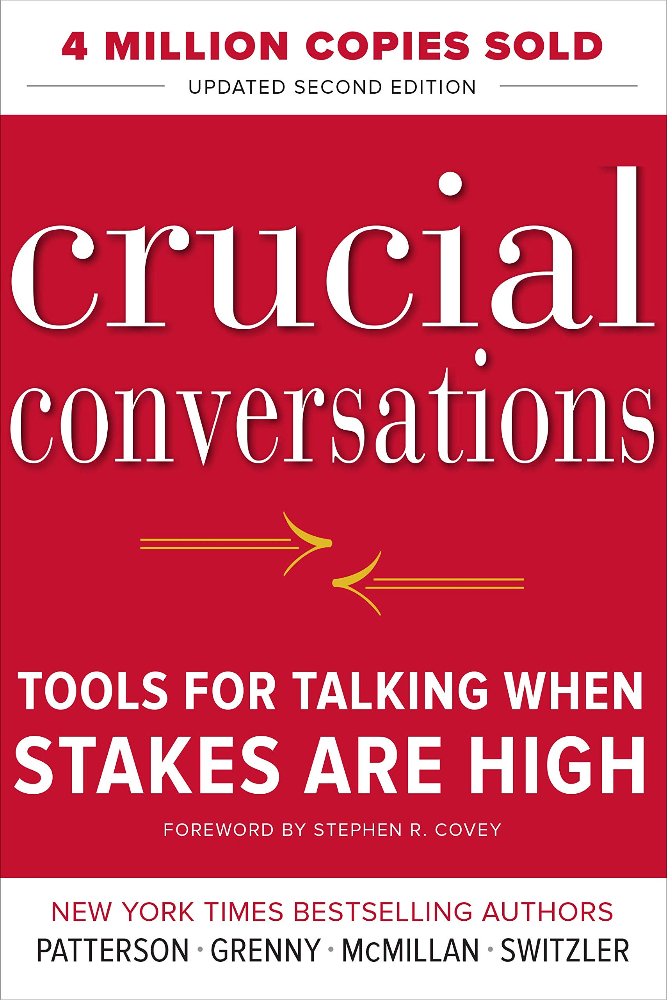 4 MILLION COPIES SOLD
UPDATED SECOND EDITION
crucial
conversations
TOOLS FOR TALKING WHEN
STAKES ARE HIGH
FOREWORD BY STEPHEN R. COVEY
NEW YORK TIMES BESTSELLING AUTHORS
PATTERSON • GRENNY • McMILLAN • SWITZLER